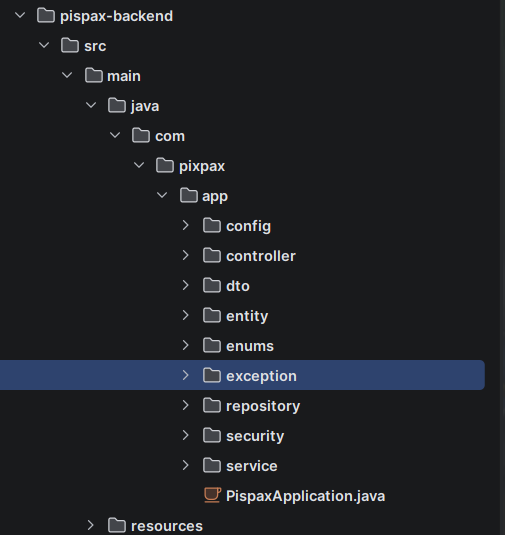 pispax-backend
src
main
java
com
pixpax
app
config
controller
dto
entity
enums
exception
repository
security
service
PispaxApplication.java
resources